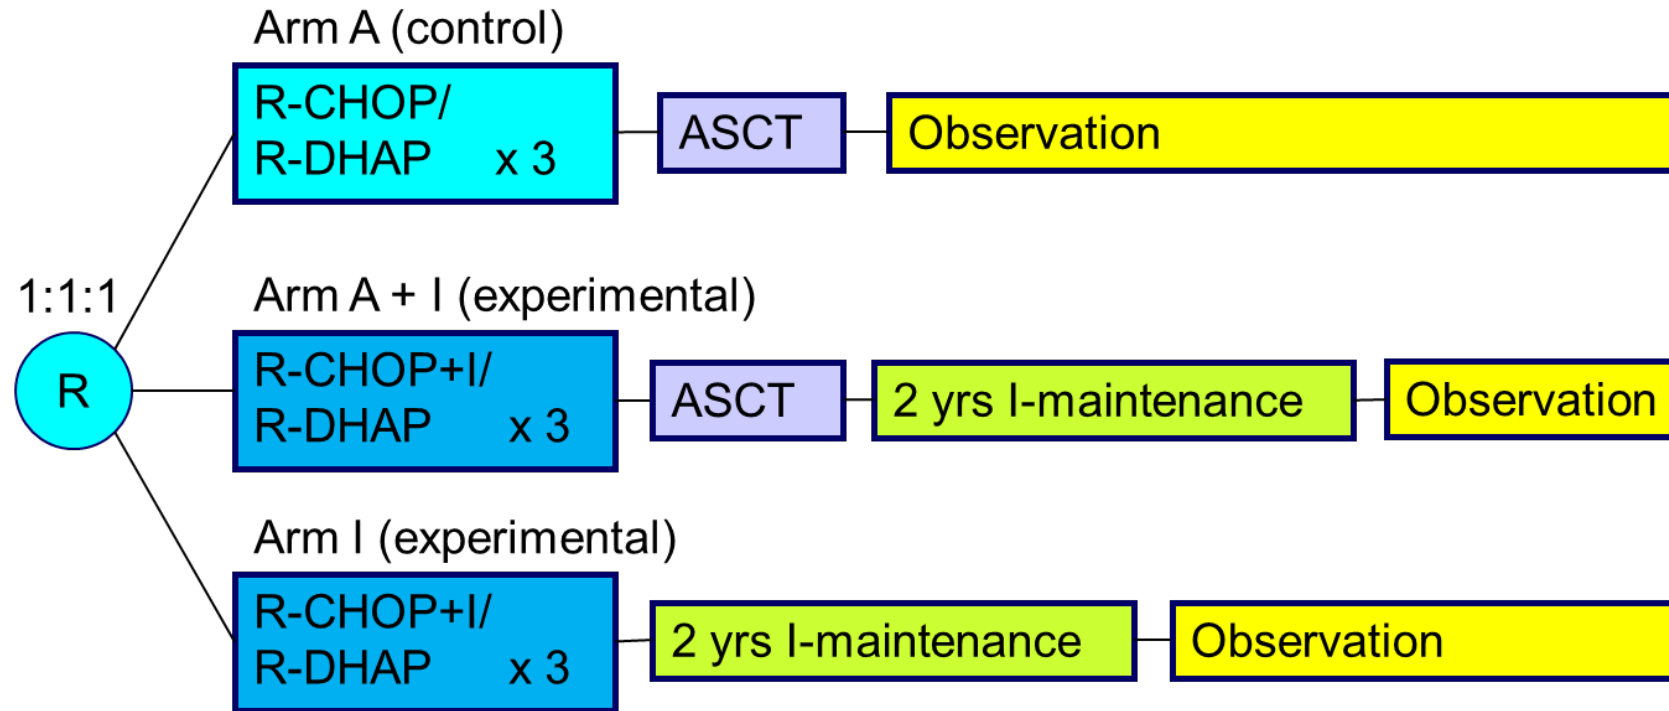 Arm A (control)
R-CHOP/
R-DHAP x 3
ASCT
Observation
1:1:1
R
Arm A + I (experimental)
R-CHOP+I/
R-DHAP x 3
ASCT
2 yrs I-maintenance
Observation
Arm I (experimental)
R-CHOP+I/
R-DHAP x 3
2 yrs I-maintenance
Observation